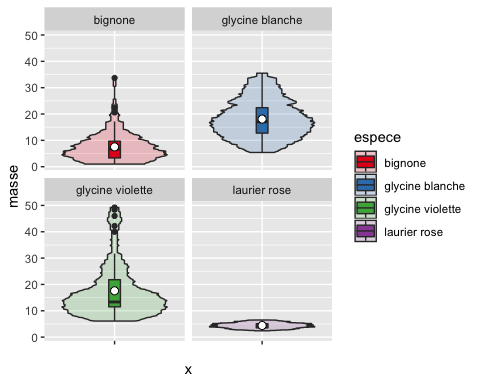 bignone
glycine blanche
50
40
30
20
10
0
glycine violette
laurier rose
50
40
30
20
10
0
masse
x
espece
bignone
glycine blanche
glycine violette
laurier rose